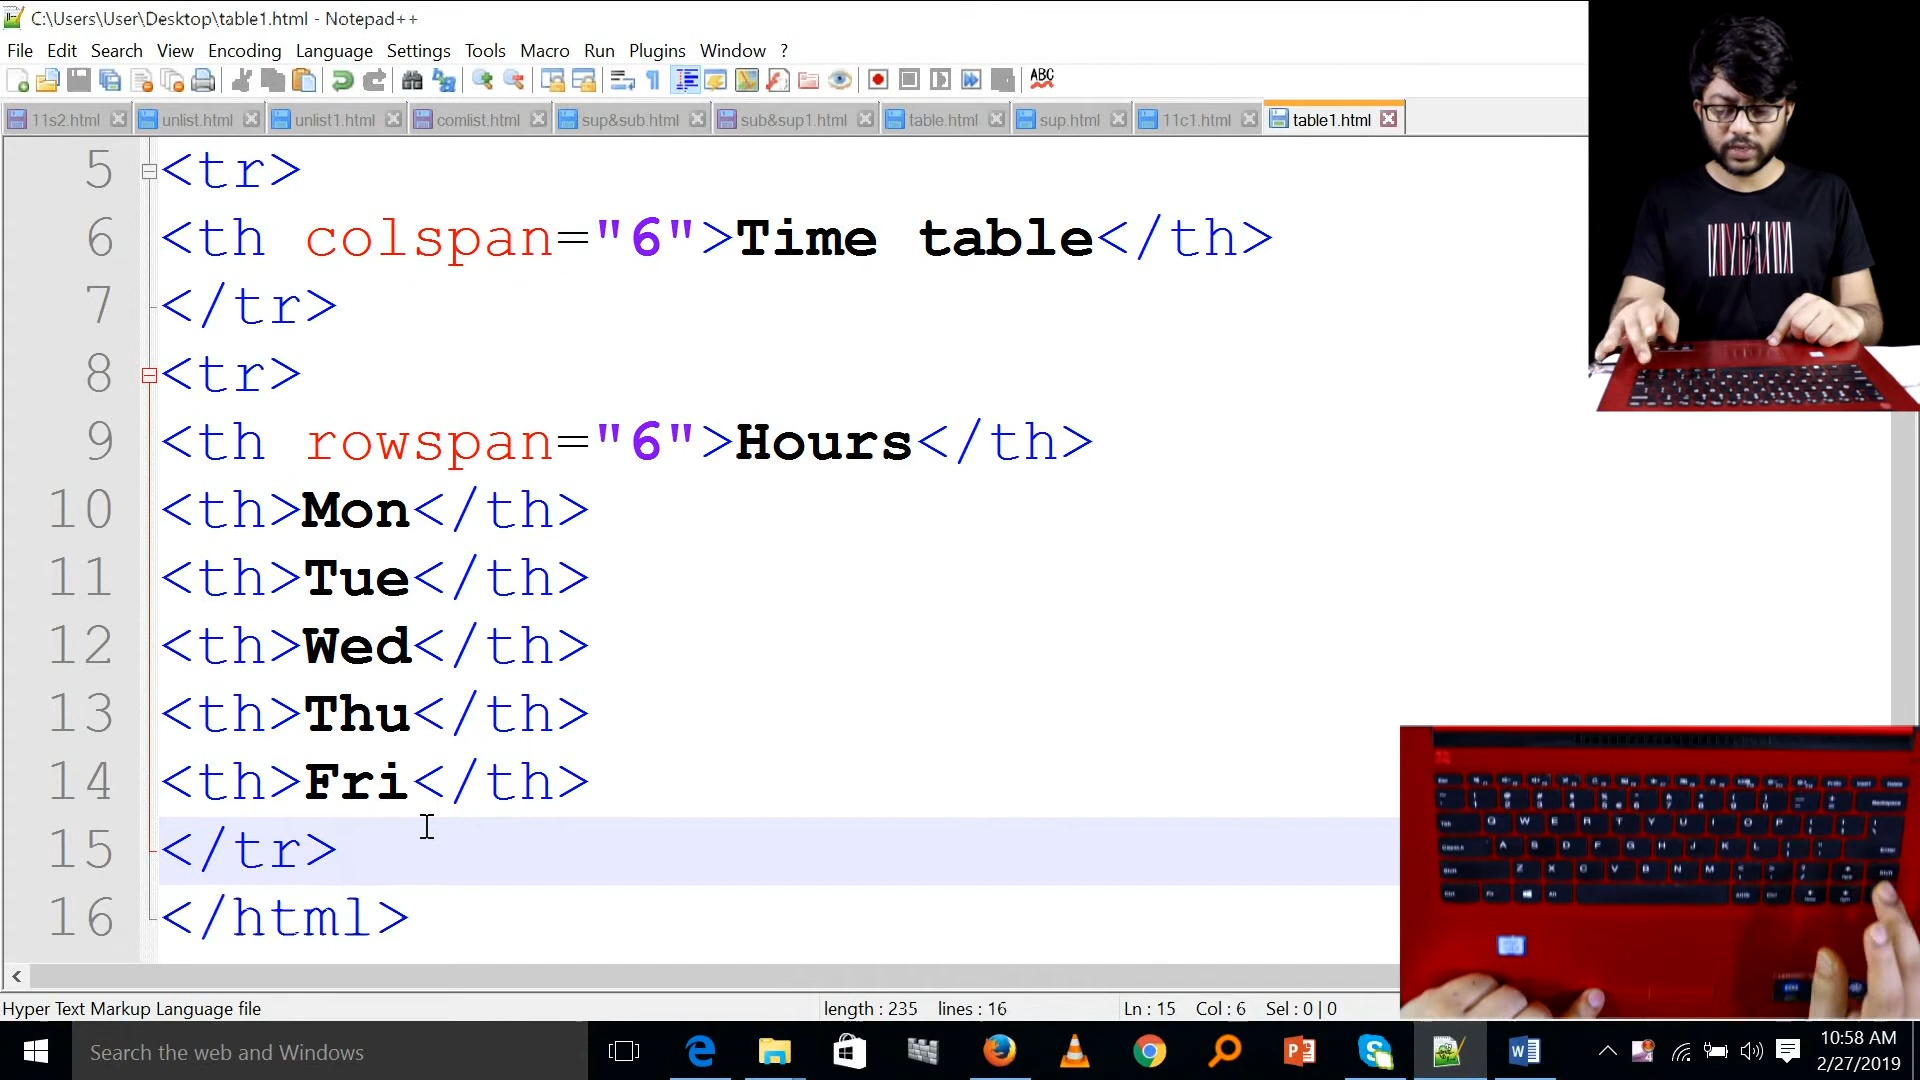 C:\Users\User\Desktop\table1.html - Notepad++
File Edit Search View Encoding Language Settings Tools Macro Run Plugins Window ?
ABC
11s2.html unlist.html unlist1.html comlist.html sup&sub.html sub&sup1.html table.html sup.html 11c1.html table1.html
5 <tr>
6 <th colspan="6">Time table</th>
7 </tr>
8 <tr>
9 <th rowspan="6">Hours</th>
10 <th>Mon</th>
11 <th>Tue</th>
12 <th>Wed</th>
13 <th>Thu</th>
14 <th>Fri</th>
15 </tr>
16 </html>
Hyper Text Markup Language file length : 235 lines : 16 Ln : 15 Col : 6 Sel : 0 | 0
Search the web and Windows
10:58 AM
2/27/2019